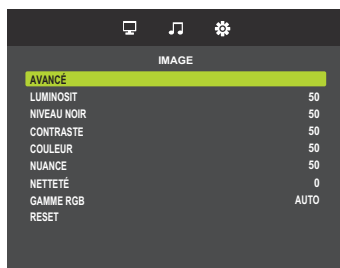 IMAGE
AVANCÉ
LUMINOSIT 50
NIVEAU NOIR 50
CONTRASTE 50
COULEUR 50
NUANCE 50
NETTETÉ 0
GAMME RGB AUTO
RESET